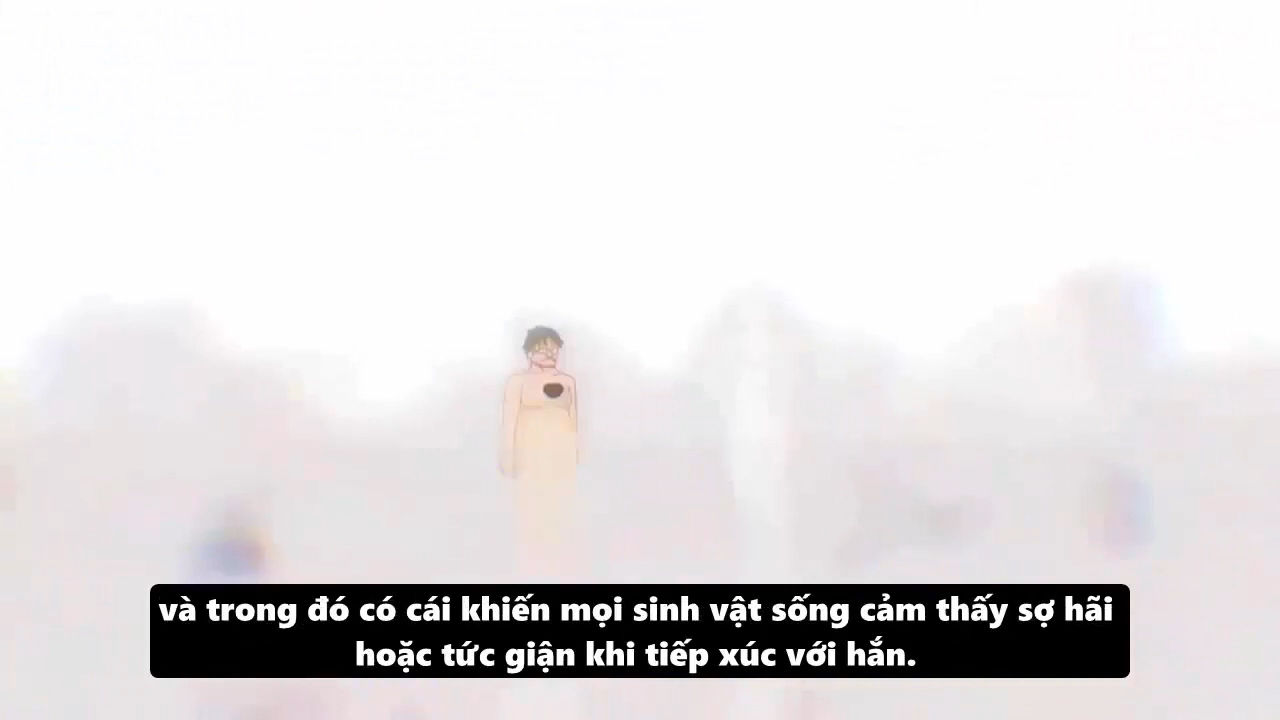 và trong đó có cái khiến mọi sinh vật sống cảm thấy sợ hãi
hoặc tức giận khi tiếp xúc với hắn.